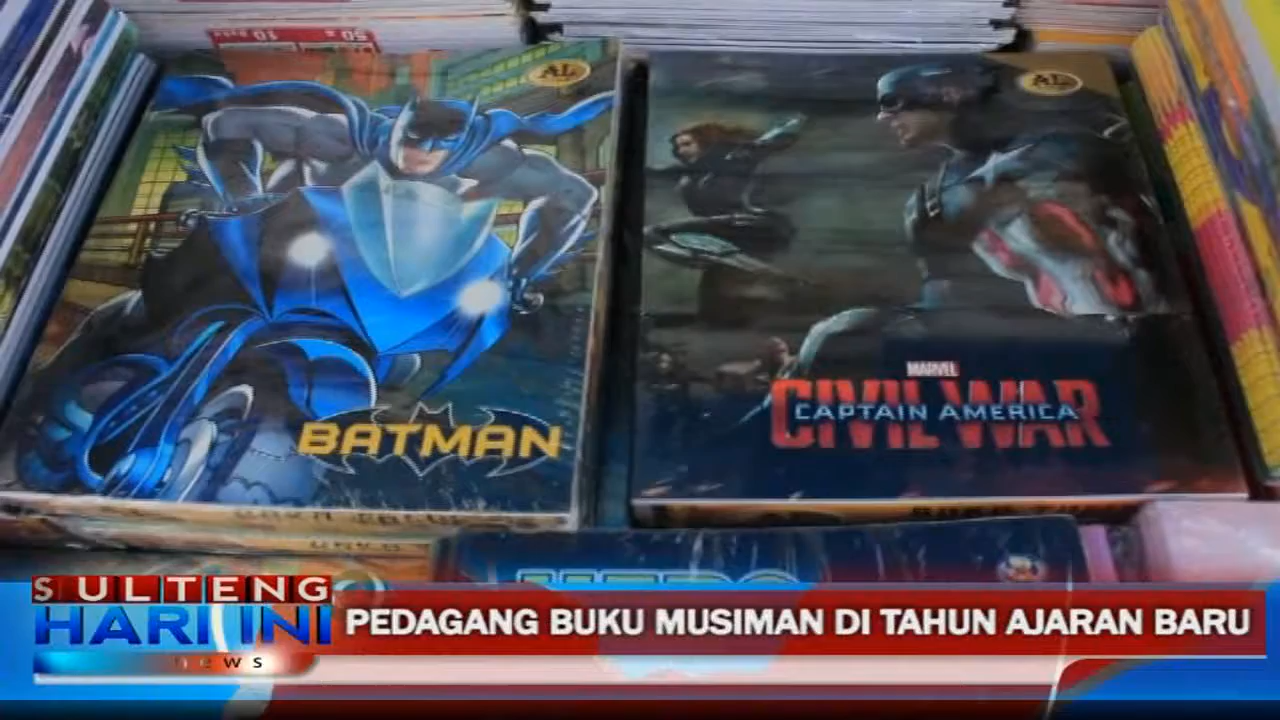 AL
AL
BATMAN
MARVEL
CIVIL WAR
CAPTAIN AMERICA
HERO
SULTENG
HARI INI
news
PEDAGANG BUKU MUSIMAN DI TAHUN AJARAN BARU